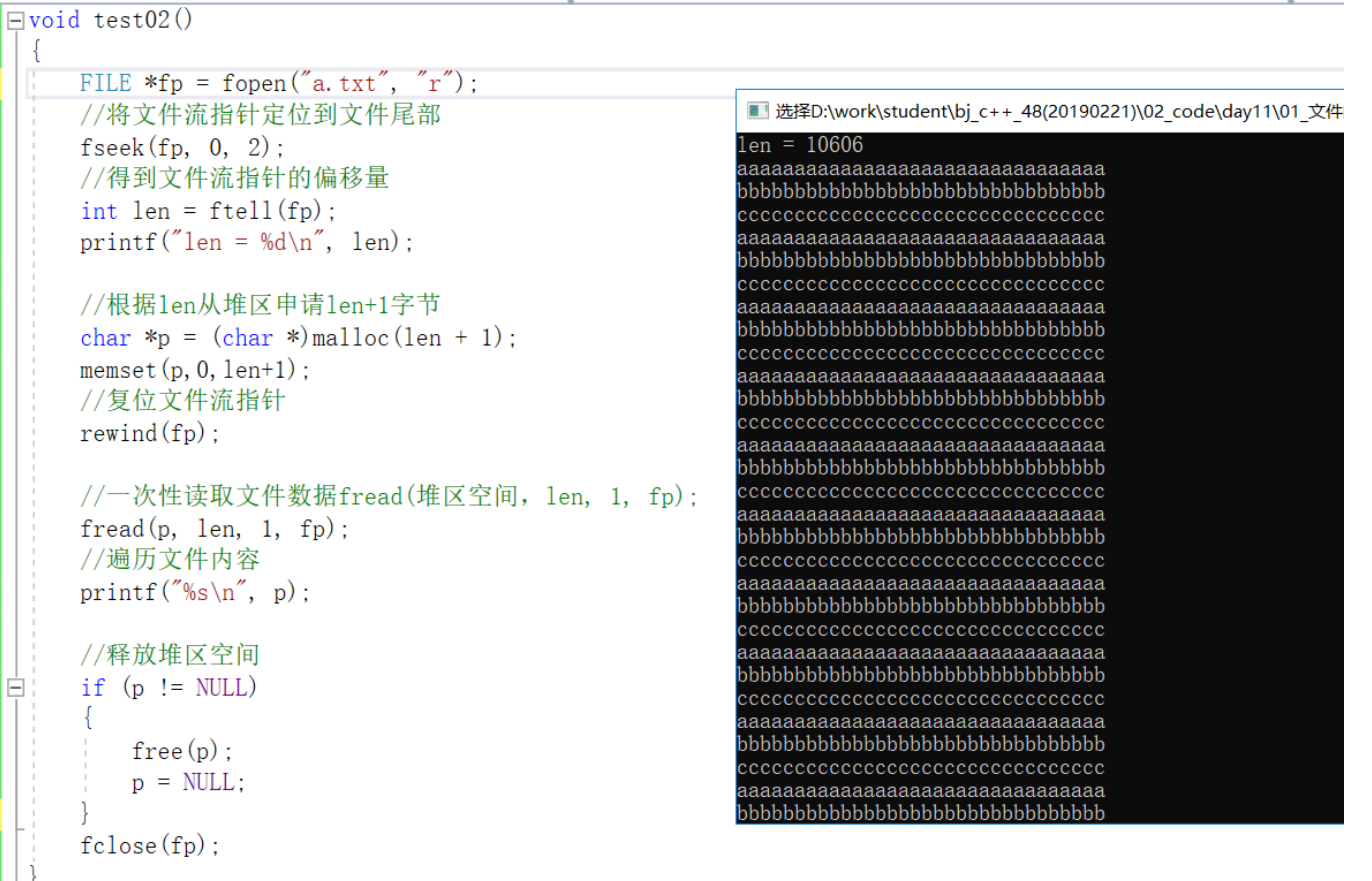 void test02()
{
FILE *fp = fopen("a.txt", "r");
//将文件流指针定位到文件尾部
fseek(fp, 0, 2);
//得到文件流指针的偏移量
int len = ftell(fp);
printf("len = %d\n", len);
//根据len从堆区申请len+1字节
char *p = (char *)malloc(len + 1);
memset(p,0,len+1);
//复位文件流指针
rewind(fp);
//一次性读取文件数据fread(堆区空间，len, 1, fp);
fread(p, len, 1, fp);
//遍历文件内容
printf("%s\n", p);
//释放堆区空间
if (p != NULL)
{
free(p);
p = NULL;
}
fclose(fp);
}
选择D:\work\student\bj_c++_48(20190221)\02_code\day11\01_文件
len = 10606
aaaaaaaaaaaaaaaaaaaaaaaaaaaaaaaa
bbbbbbbbbbbbbbbbbbbbbbbbbbbbbbbb
cccccccccccccccccccccccccccccccc
aaaaaaaaaaaaaaaaaaaaaaaaaaaaaaaa
bbbbbbbbbbbbbbbbbbbbbbbbbbbbbbbb
cccccccccccccccccccccccccccccccc
aaaaaaaaaaaaaaaaaaaaaaaaaaaaaaaa
bbbbbbbbbbbbbbbbbbbbbbbbbbbbbbbb
cccccccccccccccccccccccccccccccc
aaaaaaaaaaaaaaaaaaaaaaaaaaaaaaaa
bbbbbbbbbbbbbbbbbbbbbbbbbbbbbbbb
cccccccccccccccccccccccccccccccc
aaaaaaaaaaaaaaaaaaaaaaaaaaaaaaaa
bbbbbbbbbbbbbbbbbbbbbbbbbbbbbbbb
cccccccccccccccccccccccccccccccc
aaaaaaaaaaaaaaaaaaaaaaaaaaaaaaaa
bbbbbbbbbbbbbbbbbbbbbbbbbbbbbbbb
cccccccccccccccccccccccccccccccc
aaaaaaaaaaaaaaaaaaaaaaaaaaaaaaaa
bbbbbbbbbbbbbbbbbbbbbbbbbbbbbbbb
cccccccccccccccccccccccccccccccc
aaaaaaaaaaaaaaaaaaaaaaaaaaaaaaaa
bbbbbbbbbbbbbbbbbbbbbbbbbbbbbbbb
cccccccccccccccccccccccccccccccc
aaaaaaaaaaaaaaaaaaaaaaaaaaaaaaaa
bbbbbbbbbbbbbbbbbbbbbbbbbbbbbbbb
cccccccccccccccccccccccccccccccc
aaaaaaaaaaaaaaaaaaaaaaaaaaaaaaaa
bbbbbbbbbbbbbbbbbbbbbbbbbbbbbbbb